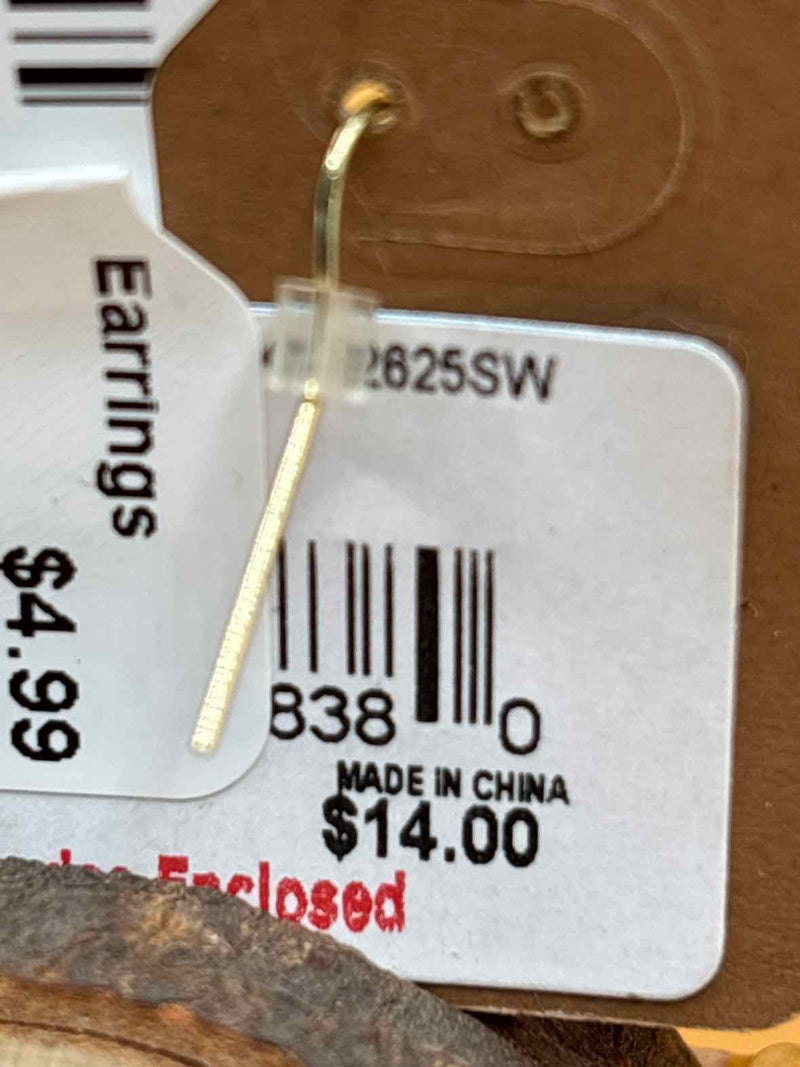 Earrings
$4.99
2625SW
838 0
MADE IN CHINA
$14.00
Enclosed